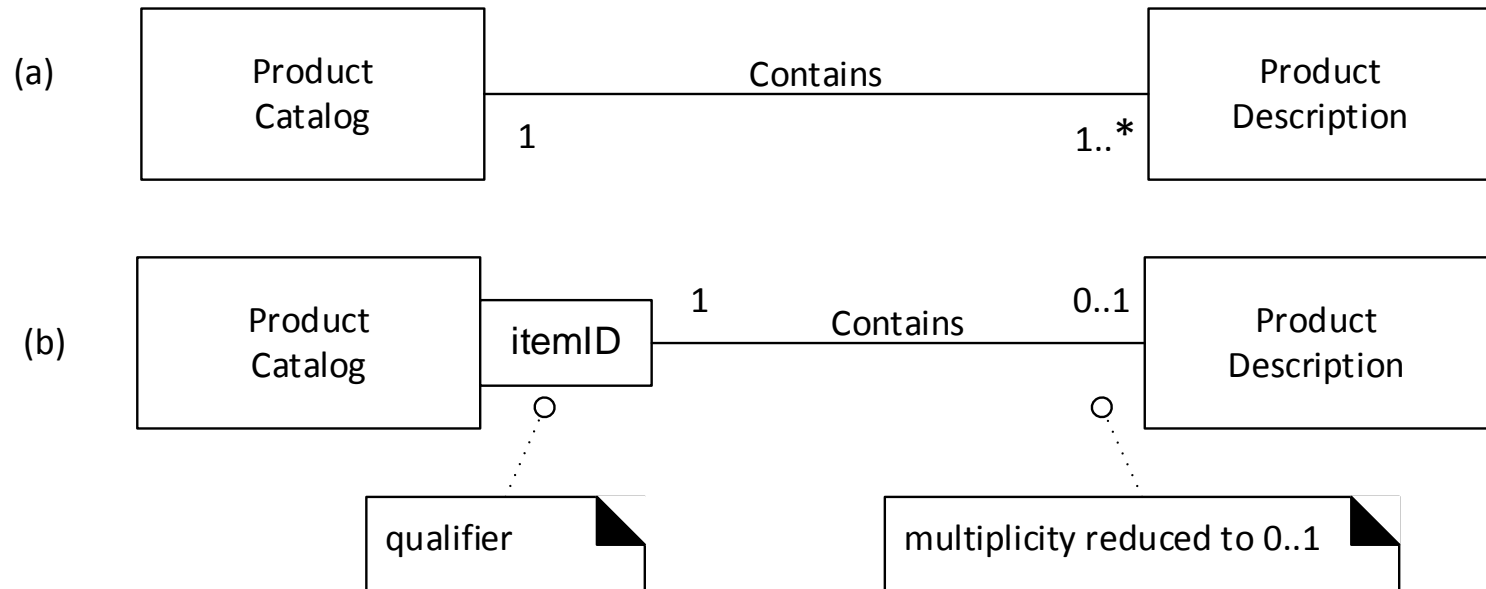 (a)
Product
Catalog
Contains
1
1..*
Product
Description
(b)
Product
Catalog
itemID
1
Contains
0..1
Product
Description
qualifier
multiplicity reduced to 0..1